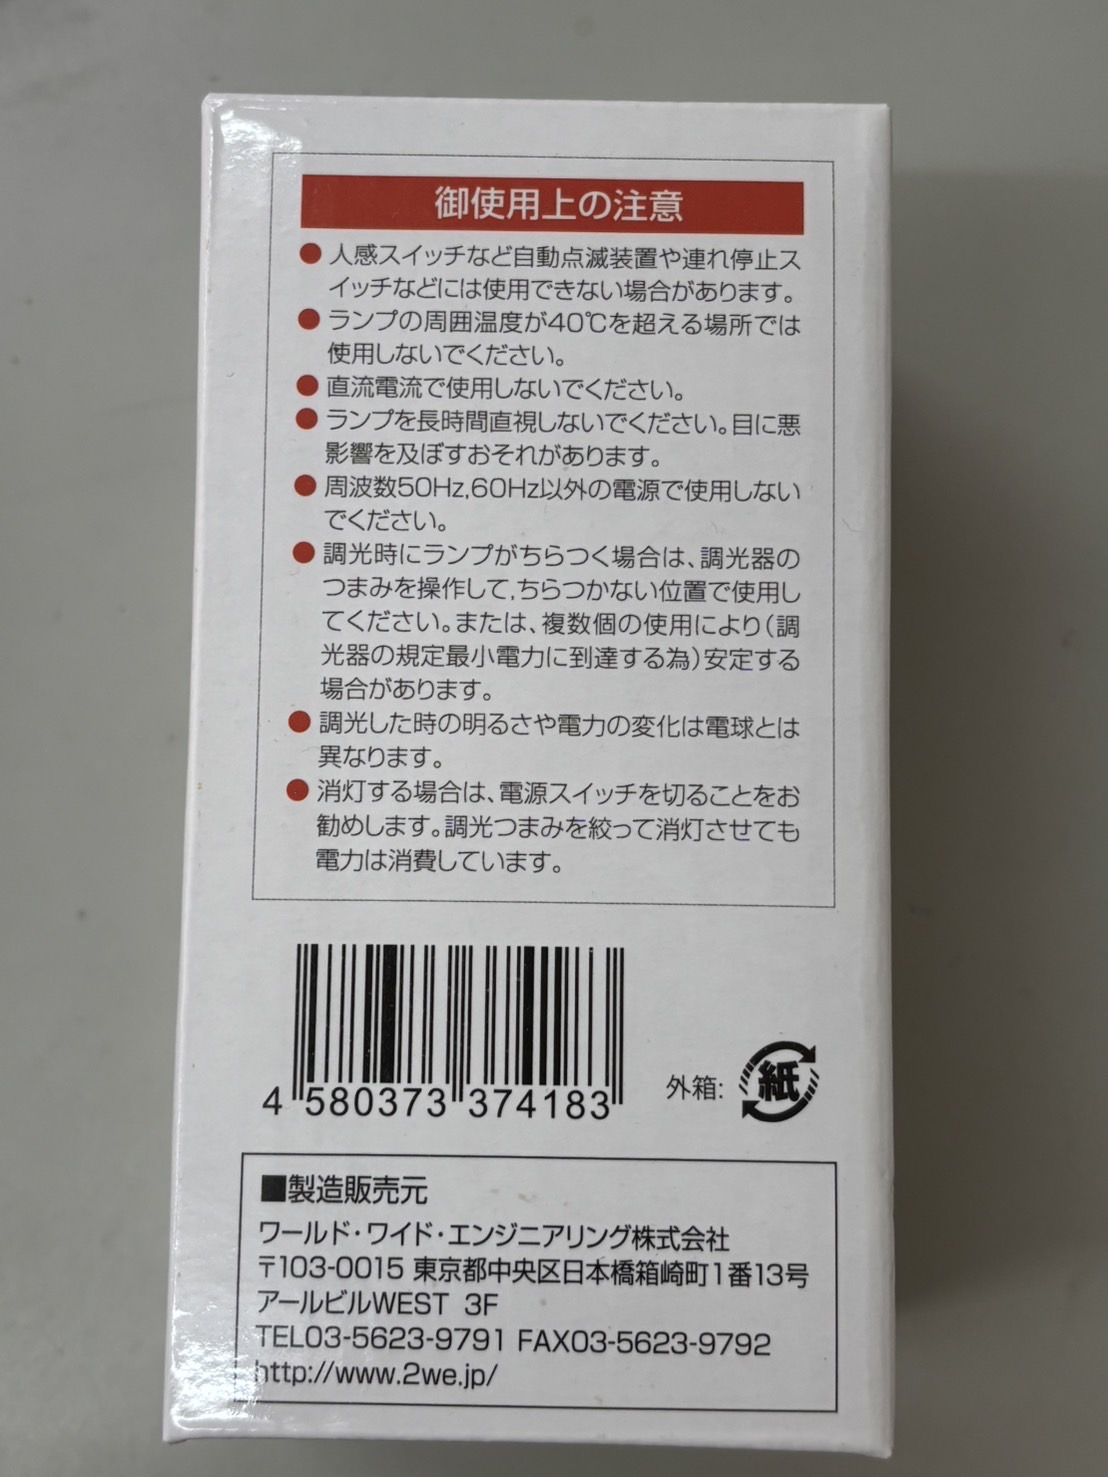 御使用上の注意
●人感スイッチなど自動点滅装置や連れ停止ス
イッチなどには使用できない場合があります。
●ランプの周囲温度が40℃を超える場所では
使用しないでください。
●直流電流で使用しないでください。
●ランプを長時間直視しないでください。目に悪
影響を及ぼすおそれがあります。
●周波数50Hz,60Hz以外の電源で使用しない
でください。
●調光時にランプがちらつく場合は、調光器の
つまみを操作して,ちらつかない位置で使用し
てください。または、複数個の使用により(調
光器の規定最小電力に到達する為)安定する
場合があります。
●調光した時の明るさや電力の変化は電球とは
異なります。
●消灯する場合は、電源スイッチを切ることをお
勧めします。調光つまみを絞って消灯させても
電力は消費しています。
4 580373 374183
外箱: 紙
■製造販売元
ワールド・ワイド・エンジニアリング株式会社
〒103-0015 東京都中央区日本橋箱崎町1番13号
アールビルWEST 3F
TEL03-5623-9791 FAX03-5623-9792
http://www.2we.jp/